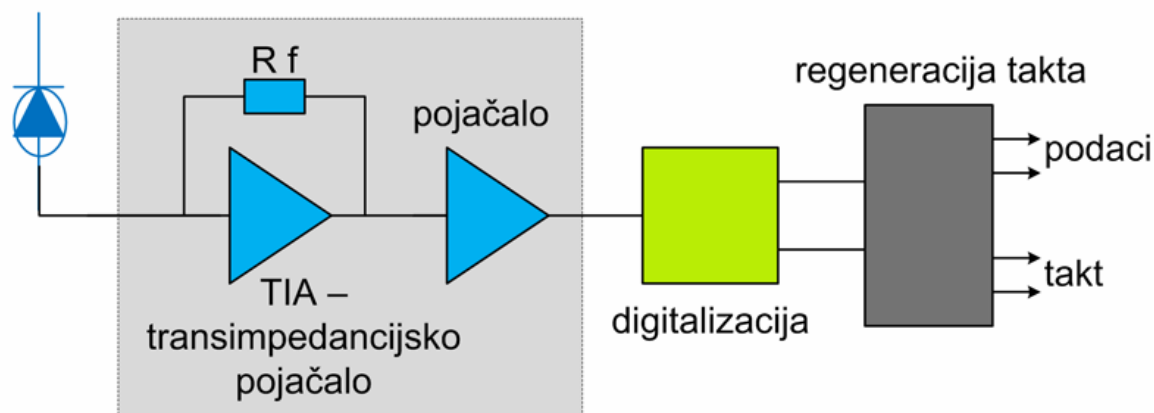 R f
pojačalo
TIA –
transimpedancijsko
pojačalo
digitalizacija
regeneracija takta
podaci
takt